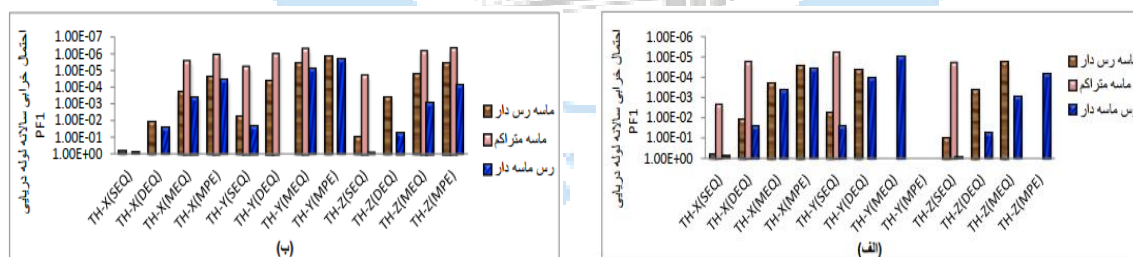 احتمال خرابی سالانه لوله دریایی
PF1
1.00E-06
1.00E-05
1.00E-04
1.00E-03
1.00E-02
1.00E-01
1.00E+00
TH-X(SEQ)
TH-X(DEQ)
TH-X(MEQ)
TH-X(MPE)
TH-Y(SEQ)
TH-Y(DEQ)
TH-Y(MEQ)
TH-Y(MPE)
TH-Z(SEQ)
TH-Z(DEQ)
TH-Z(MEQ)
TH-Z(MPE)
ماسه رس دار
ماسه متراکم
رس ماسه دار
(الف)
احتمال خرابی سالانه لوله دریایی
PF1
1.00E-07
1.00E-06
1.00E-05
1.00E-04
1.00E-03
1.00E-02
1.00E-01
1.00E+00
TH-X(SEQ)
TH-X(DEQ)
TH-X(MEQ)
TH-X(MPE)
TH-Y(SEQ)
TH-Y(DEQ)
TH-Y(MEQ)
TH-Y(MPE)
TH-Z(SEQ)
TH-Z(DEQ)
TH-Z(MEQ)
TH-Z(MPE)
ماسه رس دار
ماسه متراکم
رس ماسه دار
(ب)